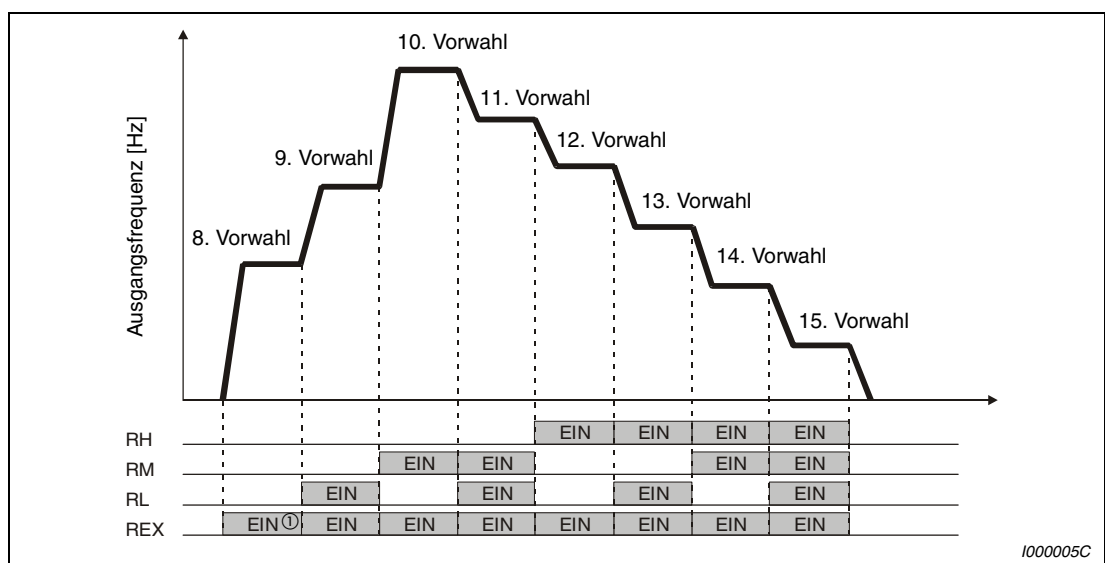 10. Vorwahl
11. Vorwahl
12. Vorwahl
9. Vorwahl
13. Vorwahl
8. Vorwahl
14. Vorwahl
15. Vorwahl
Ausgangsfrequenz [Hz]
RH EIN EIN EIN EIN
RM EIN EIN EIN EIN
RL EIN EIN EIN EIN
REX EIN① EIN EIN EIN EIN EIN EIN EIN
I000005C